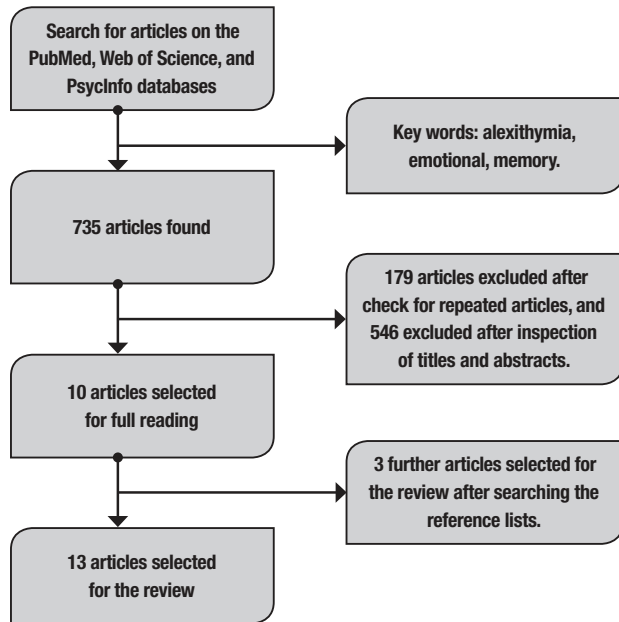 Search for articles on the
PubMed, Web of Science, and
PsycInfo databases
Key words: alexithymia,
emotional, memory.
735 articles found
179 articles excluded after
check for repeated articles, and
546 excluded after inspection
of titles and abstracts.
10 articles selected
for full reading
3 further articles selected for
the review after searching the
reference lists.
13 articles selected
for the review